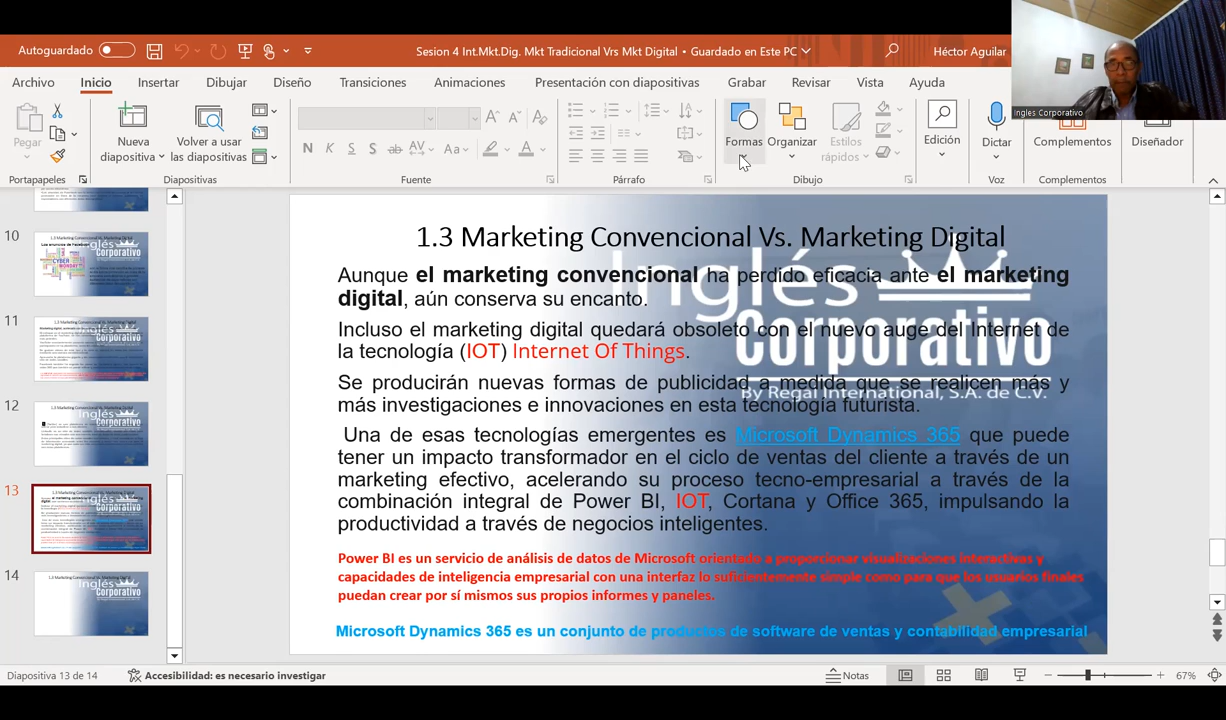 Autoguardado
Sesion 4 Int.Mkt.Dig. Mkt Tradicional Vrs Mkt Digital • Guardado en Este PC
Héctor Aguilar
Ingles Corporativo
Archivo Inicio Insertar Dibujar Diseño Transiciones Animaciones Presentación con diapositivas Grabar Revisar Vista Ayuda
Pegar
Nueva diapositiva
Volver a usar las diapositivas
N K S S ab AV Aa A
Formas
Organizar
Estilos rápidos
Edición
Dictar
Complementos
Diseñador
Portapapeles
Diapositivas
Fuente
Párrafo
Dibujo
Voz
Complementos
10
11
12
13
14
1.3 Marketing Convencional Vs. Marketing Digital
Aunque el marketing convencional ha perdido eficacia ante el marketing
digital, aún conserva su encanto.
Incluso el marketing digital quedará obsoleto con el nuevo auge del Internet de
la tecnología (IOT) Internet Of Things.
Se producirán nuevas formas de publicidad a medida que se realicen más y
más investigaciones e innovaciones en esta tecnología futurista.
Una de esas tecnologías emergentes es Microsoft Dynamics 365 que puede
tener un impacto transformador en el ciclo de ventas del cliente a través de un
marketing efectivo, acelerando su proceso tecno-empresarial a través de la
combinación integral de Power BI, IOT, Cortana y Office 365, impulsando la
productividad a través de negocios inteligentes.
Power BI es un servicio de análisis de datos de Microsoft orientado a proporcionar visualizaciones interactivas y
capacidades de inteligencia empresarial con una interfaz lo suficientemente simple como para que los usuarios finales
puedan crear por sí mismos sus propios informes y paneles.
Microsoft Dynamics 365 es un conjunto de productos de software de ventas y contabilidad empresarial
Inglés
Corporativo
By Regal International, S.A. de C.V.
Diapositiva 13 de 14
Accesibilidad: es necesario investigar
Notas
67%